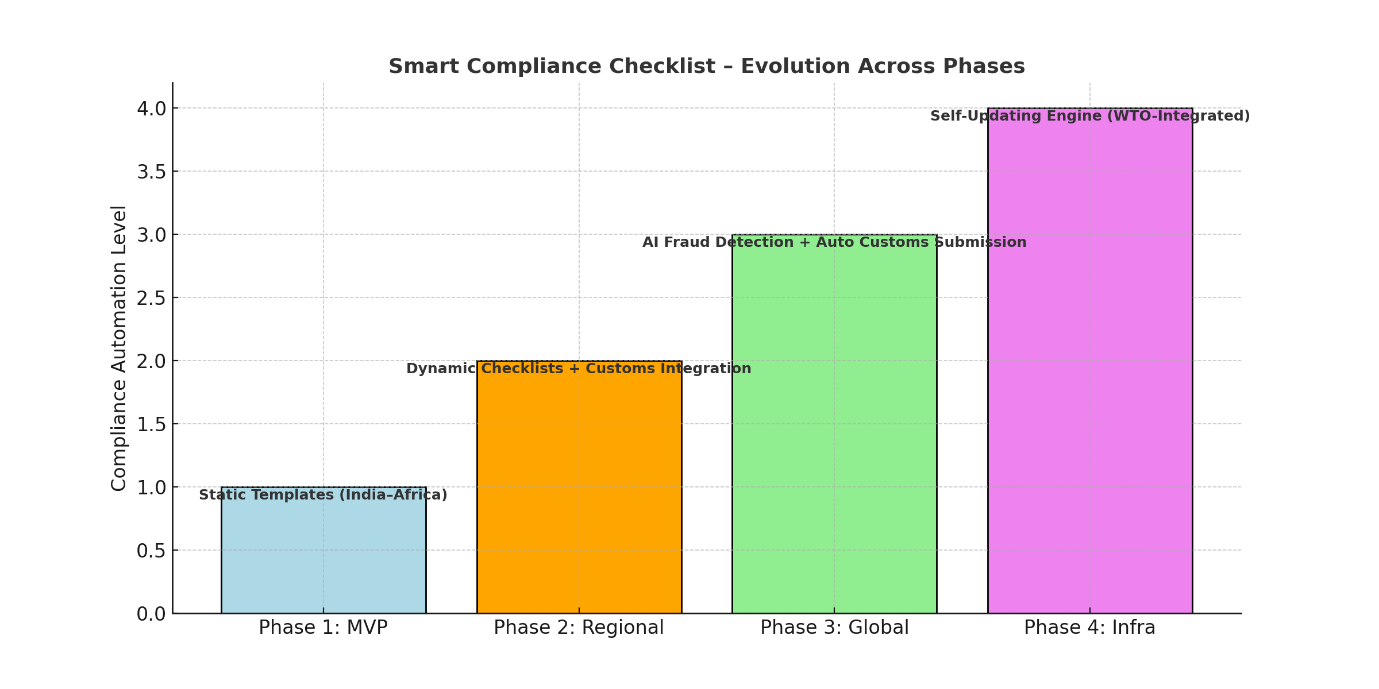 Smart Compliance Checklist – Evolution Across Phases
Compliance Automation Level
4.0
3.5
3.0
2.5
2.0
1.5
1.0
0.5
0.0
Static Templates (India–Africa)
Dynamic Checklists + Customs Integration
AI Fraud Detection + Auto Customs Submission
Self-Updating Engine (WTO-Integrated)
Phase 1: MVP
Phase 2: Regional
Phase 3: Global
Phase 4: Infra